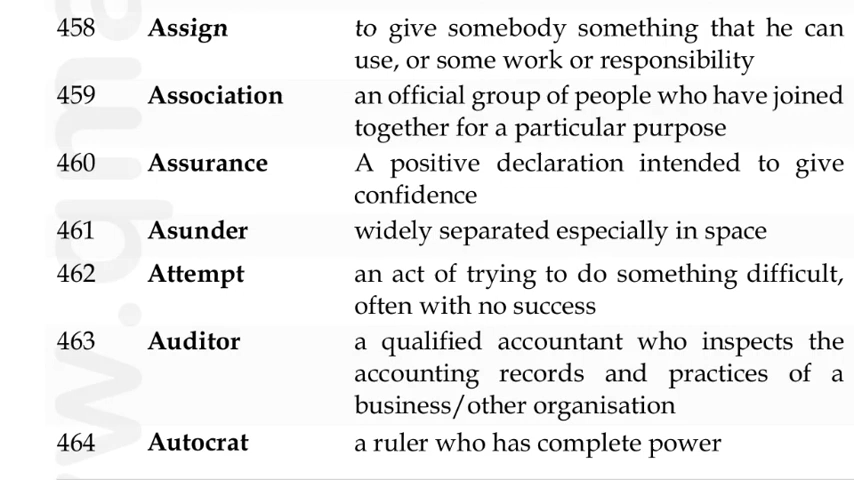 458 Assign to give somebody something that he can
use, or some work or responsibility
459 Association an official group of people who have joined
together for a particular purpose
460 Assurance A positive declaration intended to give
confidence
461 Asunder widely separated especially in space
462 Attempt an act of trying to do something difficult,
often with no success
463 Auditor a qualified accountant who inspects the
accounting records and practices of a
business/other organisation
464 Autocrat a ruler who has complete power